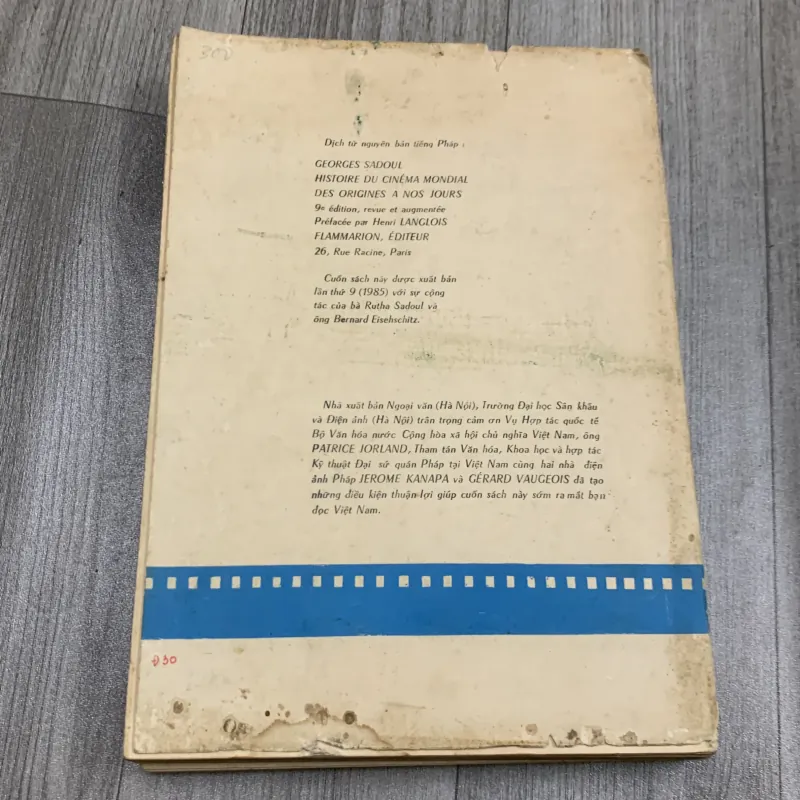 300
Dịch từ nguyên bản tiếng Pháp :
GEORGES SADOUL
HISTOIRE DU CINÉMA MONDIAL
DES ORIGINES A NOS JOURS
9e édition, revue et augmentée
Préfacée par Henri LANGLOIS
FLAMMARION, ÉDITEUR
26, Rue Racine, Paris
Cuốn sách này được xuất bản
lần thứ 9 (1985) với sự cộng
tác của bà Rutha Sadoul và
ông Bernard Eisehschitz.
Nhà xuất bản Ngoại văn (Hà Nội), Trường Đại học Sân khấu
và Điện ảnh (Hà Nội) trân trọng cảm ơn Vụ Hợp tác quốc tế
Bộ Văn hóa nước Cộng hòa xã hội chủ nghĩa Việt Nam, ông
PATRICE JORLAND, Tham tán Văn hóa, Khoa học và hợp tác
Kỹ thuật Đại sứ quán Pháp tại Việt Nam cùng hai nhà điện
ảnh Pháp JEROME KANAPA và GÉRARD VAUGEOIS đã tạo
những điều kiện thuận-lợi giúp cuốn sách này sớm ra mắt bạn
đọc Việt Nam.
Đ30